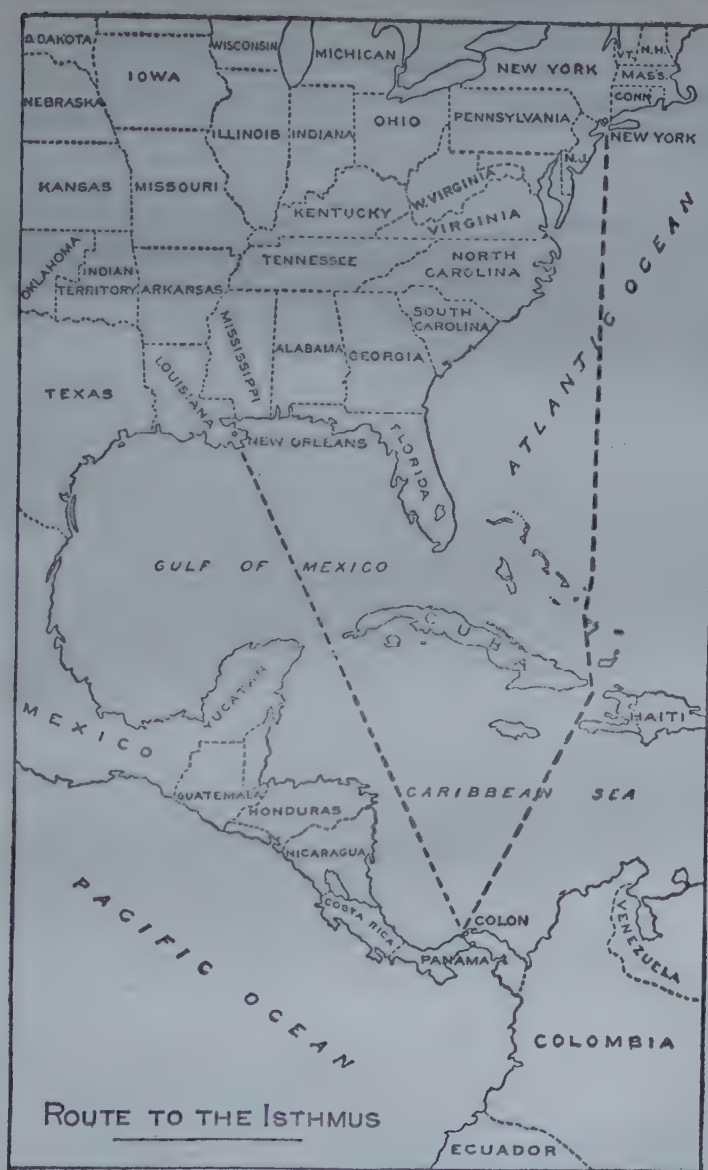 S. DAKOTA
WISCONSIN
MICHICAN
NEW YORK
VT.
N.H.
MASS.
CONN.
IOWA
NEBRASKA
ILLINOIS
INDIANA
OHIO
PENNSYLVANIA
NEW YORK
N.J.
KANSAS
MISSOURI
W. VIRGINIA
KENTUCKY
VIRGINIA
OKLAHOMA
INDIAN
TERRITORY
ARKANSAS
TENNESSEE
NORTH
CAROLINA
SOUTH
CAROLINA
MISSISSIPPI
ALABAMA
GEORGIA
TEXAS
LOUISIANA
NEW ORLEANS
FLORIDA
ATLANTIC OCEAN
GULF OF MEXICO
CUBA
YUCATAN
MEXICO
HAITI
GUATEMALA
HONDURAS
CARIBBEAN SEA
NICARAGUA
COSTA RICA
COLON
PANAMA
VENEZUELA
PACIFIC OCEAN
COLOMBIA
ROUTE TO THE ISTHMUS
ECUADOR